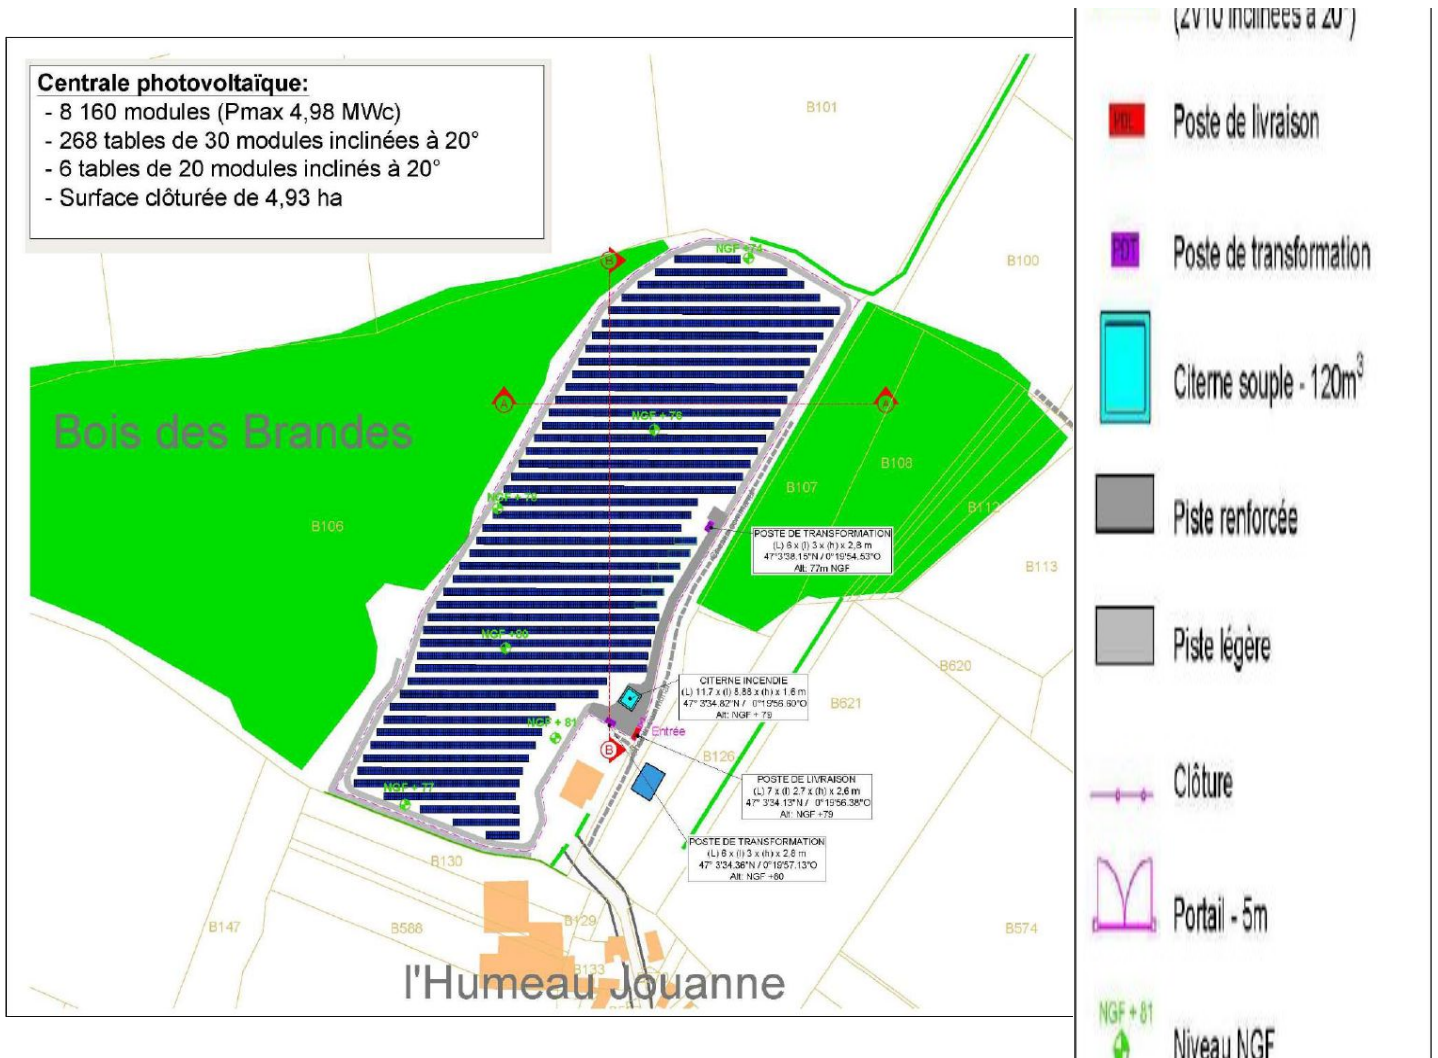 Centrale photovoltaïque:
- 8 160 modules (Pmax 4,98 MWc)
- 268 tables de 30 modules inclinées à 20°
- 6 tables de 20 modules inclinés à 20°
- Surface clôturée de 4,93 ha
B101
B100
NGF +74
B
A
A
NGF + 78
Bois des Brandes
B108
B107
B106
B112
B113
POSTE DE TRANSFORMATION
(L) 6 x (l) 3 x (h) x 2,8 m
47°3'38.15"N / 0°19'54.53"O
Alt: 77m NGF
B620
B621
CITERNE INCENDIE
(L) 11.7 x (l) 8.88 x (h) x 1.6 m
47° 3'34.82"N / 0°19'56.60"O
Alt: NGF + 79
NGF + 81
Entrée
B
B126
POSTE DE LIVRAISON
(L) 7 x (l) 2.7 x (h) x 2,6 m
47° 3'34.13"N / 0°19'56.38"O
Alt: NGF +79
NGF + 77
POSTE DE TRANSFORMATION
(L) 6 x (l) 3 x (h) x 2,8 m
47° 3'34.36"N / 0°19'57.13"O
Alt: NGF +80
B130
B147
B588
B129
B574
B133
l'Humeau Jouanne
(2V10 inclinées à 20°)
PDL
Poste de livraison
PDT
Poste de transformation
Citerne souple - 120m³
Piste renforcée
Piste légère
Clôture
Portail - 5m
NGF + 81
Niveau NGF